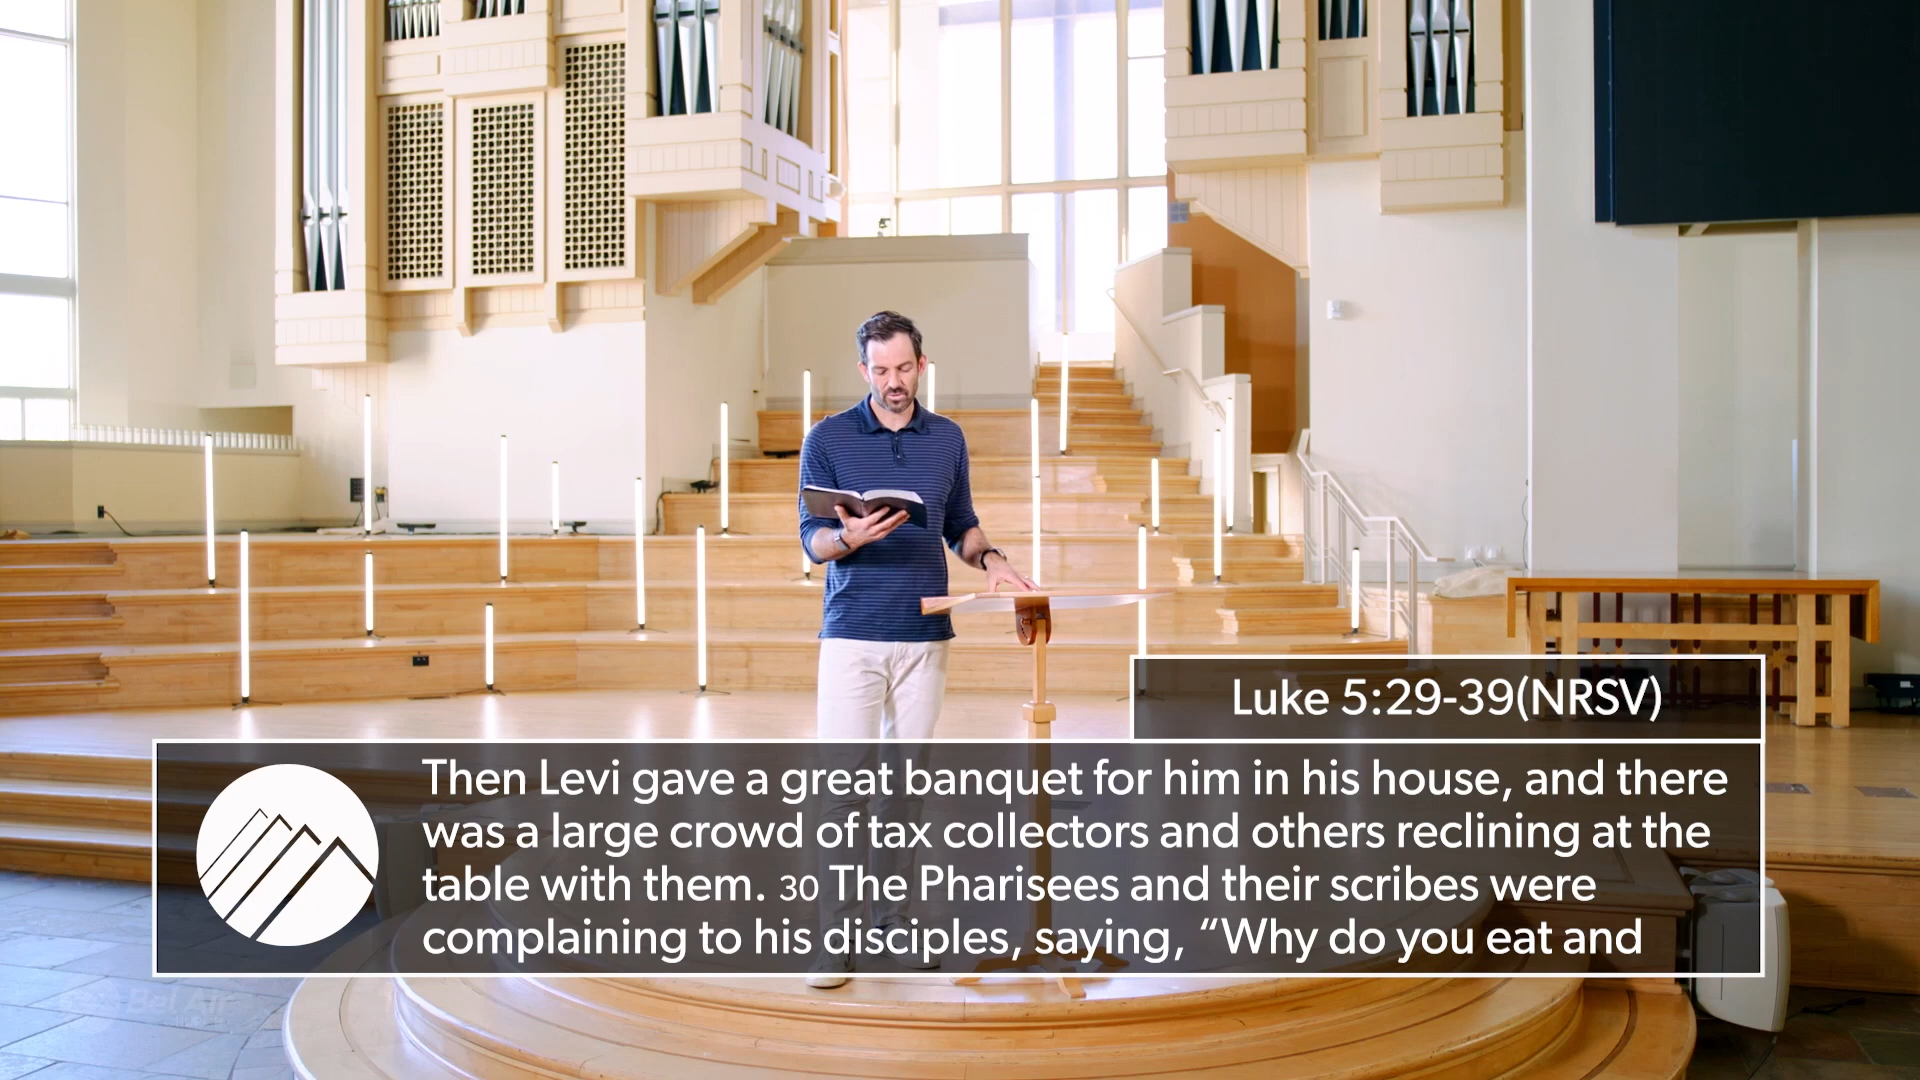 Luke 5:29-39(NRSV)
Then Levi gave a great banquet for him in his house, and there
was a large crowd of tax collectors and others reclining at the
table with them. 30 The Pharisees and their scribes were
complaining to his disciples, saying, “Why do you eat and
Bel Air